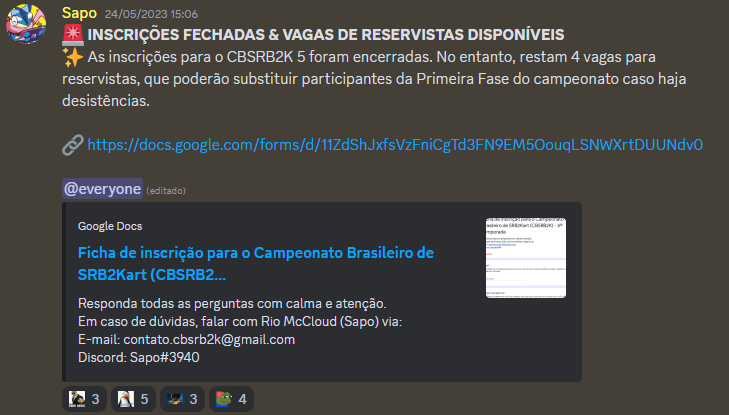 Sapo 24/05/2023 15:06
INSCRIÇÕES FECHADAS & VAGAS DE RESERVISTAS DISPONÍVEIS
As inscrições para o CBSRB2K 5 foram encerradas. No entanto, restam 4 vagas para
reservistas, que poderão substituir participantes da Primeira Fase do campeonato caso haja
desistências.
https://docs.google.com/forms/d/11ZdShJxfsVzFniCgTd3FN9EM5OouqLSNWXrtDUUNdv0
@everyone (editado)
Google Docs
Ficha de inscrição para o Campeonato Brasileiro de
SRB2Kart (CBSRB2...
Responda todas as perguntas com calma e atenção.
Em caso de dúvidas, falar com Rio McCloud (Sapo) via:
E-mail: contato.cbsrb2k@gmail.com
Discord: Sapo#3940
3 5 3 4